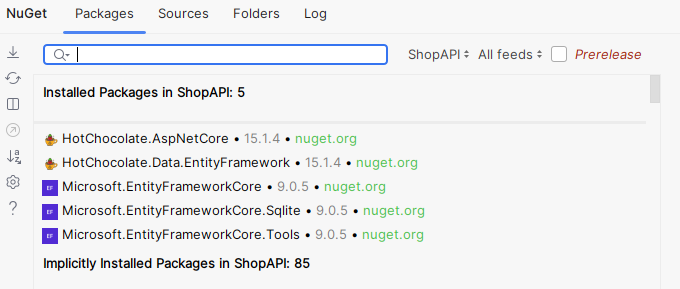 NuGet Packages Sources Folders Log
ShopAPI All feeds Prerelease
Installed Packages in ShopAPI: 5
HotChocolate.AspNetCore • 15.1.4 • nuget.org
HotChocolate.Data.EntityFramework • 15.1.4 • nuget.org
EF Microsoft.EntityFrameworkCore • 9.0.5 • nuget.org
EF Microsoft.EntityFrameworkCore.Sqlite • 9.0.5 • nuget.org
EF Microsoft.EntityFrameworkCore.Tools • 9.0.5 • nuget.org
Implicitly Installed Packages in ShopAPI: 85